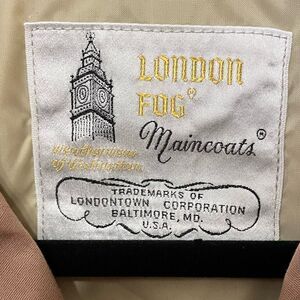 LONDON
FOG®
Maincoats®
TRADEMARKS OF
LONDONTOWN CORPORATION
BALTIMORE, MD.
U.S.A.